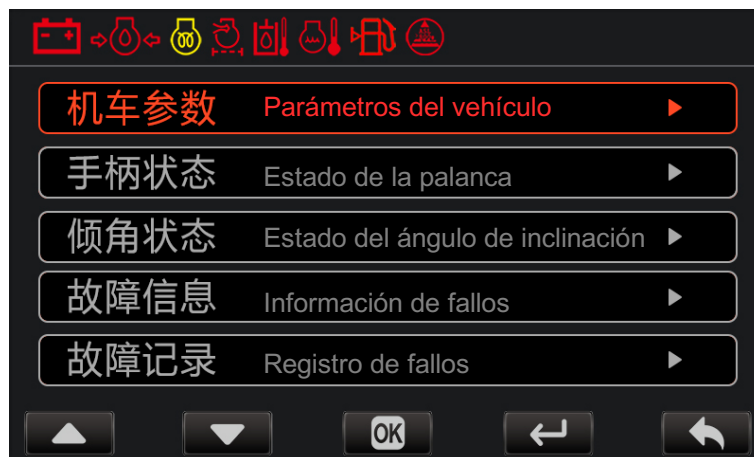 机车参数 Parámetros del vehículo
手柄状态 Estado de la palanca
倾角状态 Estado del ángulo de inclinación
故障信息 Información de fallos
故障记录 Registro de fallos
OK